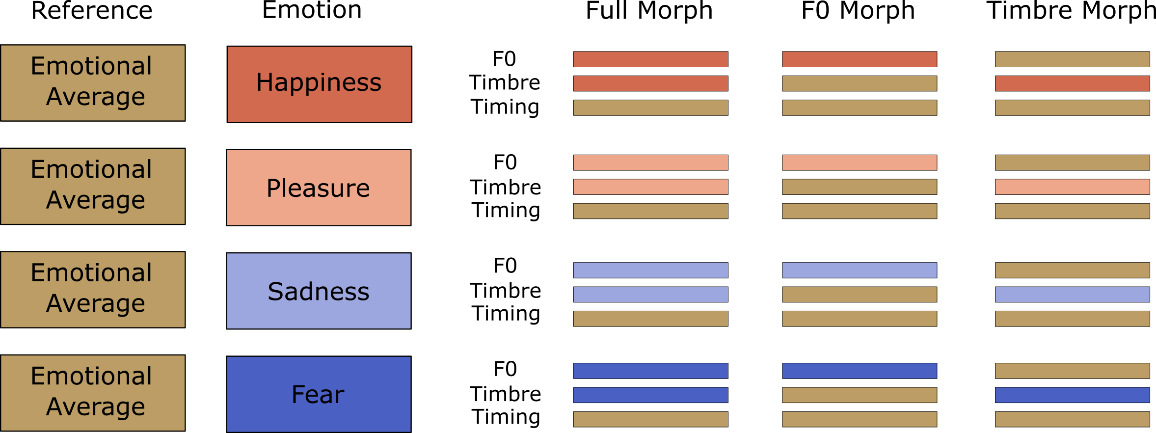 Reference Emotion Full Morph F0 Morph Timbre Morph
Emotional
Average
Happiness
F0
Timbre
Timing
Emotional
Average
Pleasure
F0
Timbre
Timing
Emotional
Average
Sadness
F0
Timbre
Timing
Emotional
Average
Fear
F0
Timbre
Timing